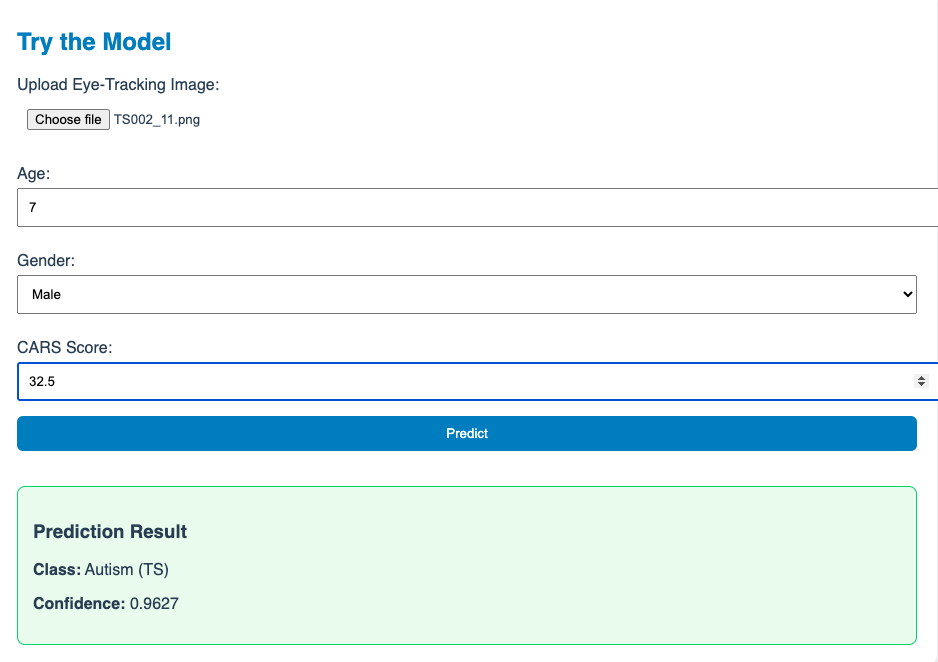 Try the Model
Upload Eye-Tracking Image:
Choose file TS002_11.png
Age:
7
Gender:
Male
CARS Score:
32.5
Predict
Prediction Result
Class: Autism (TS)
Confidence: 0.9627